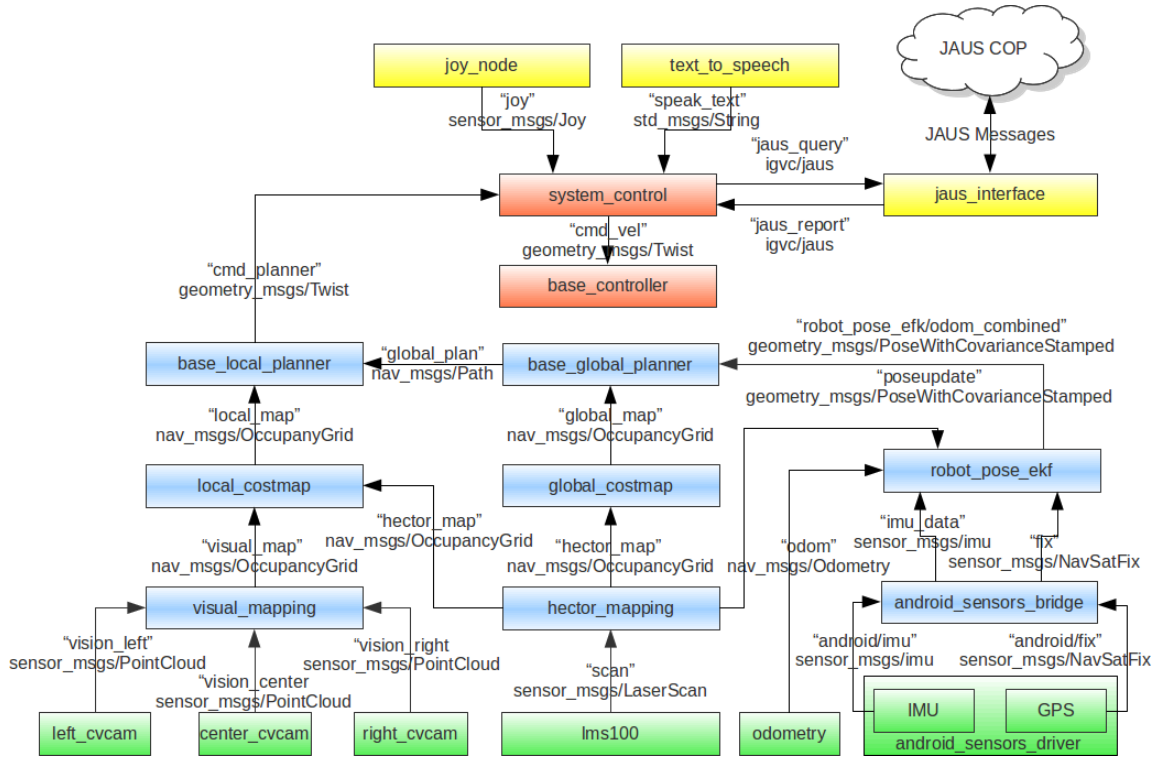 JAUS COP
joy_node
text_to_speech
“joy”
sensor_msgs/Joy
“speak_text”
std_msgs/String
JAUS Messages
“jaus_query”
igvc/jaus
system_control
jaus_interface
“cmd_vel”
geometry_msgs/Twist
“jaus_report”
igvc/jaus
“cmd_planner”
geometry_msgs/Twist
base_controller
“robot_pose_efk/odom_combined
geometry_msgs/PoseWithCovarianceStamped
base_local_planner
“global_plan”
nav_msgs/Path
base_global_planner
“poseupdate”
geometry_msgs/PoseWithCovarianceStamped
“local_map”
nav_msgs/OccupanyGrid
“global_map”
nav_msgs/OccupanyGrid
local_costmap
global_costmap
robot_pose_ekf
“hector_map”
nav_msgs/OccupanyGrid
“visual_map”
nav_msgs/OccupanyGrid
“hector_map”
nav_msgs/OccupanyGrid
“odom”
nav_msgs/Odometry
“imu_data”
sensor_msgs/imu
“fix”
sensor_msgs/NavSatFix
visual_mapping
hector_mapping
android_sensors_bridge
“vision_left”
sensor_msgs/PointCloud
“vision_right
sensor_msgs/PointCloud
“vision_center
sensor_msgs/PointCloud
“scan”
sensor_msgs/LaserScan
“android/imu”
sensor_msgs/imu
“android/fix”
sensor_msgs/NavSatFix
left_cvcam
center_cvcam
right_cvcam
lms100
odometry
IMU
GPS
android_sensors_driver